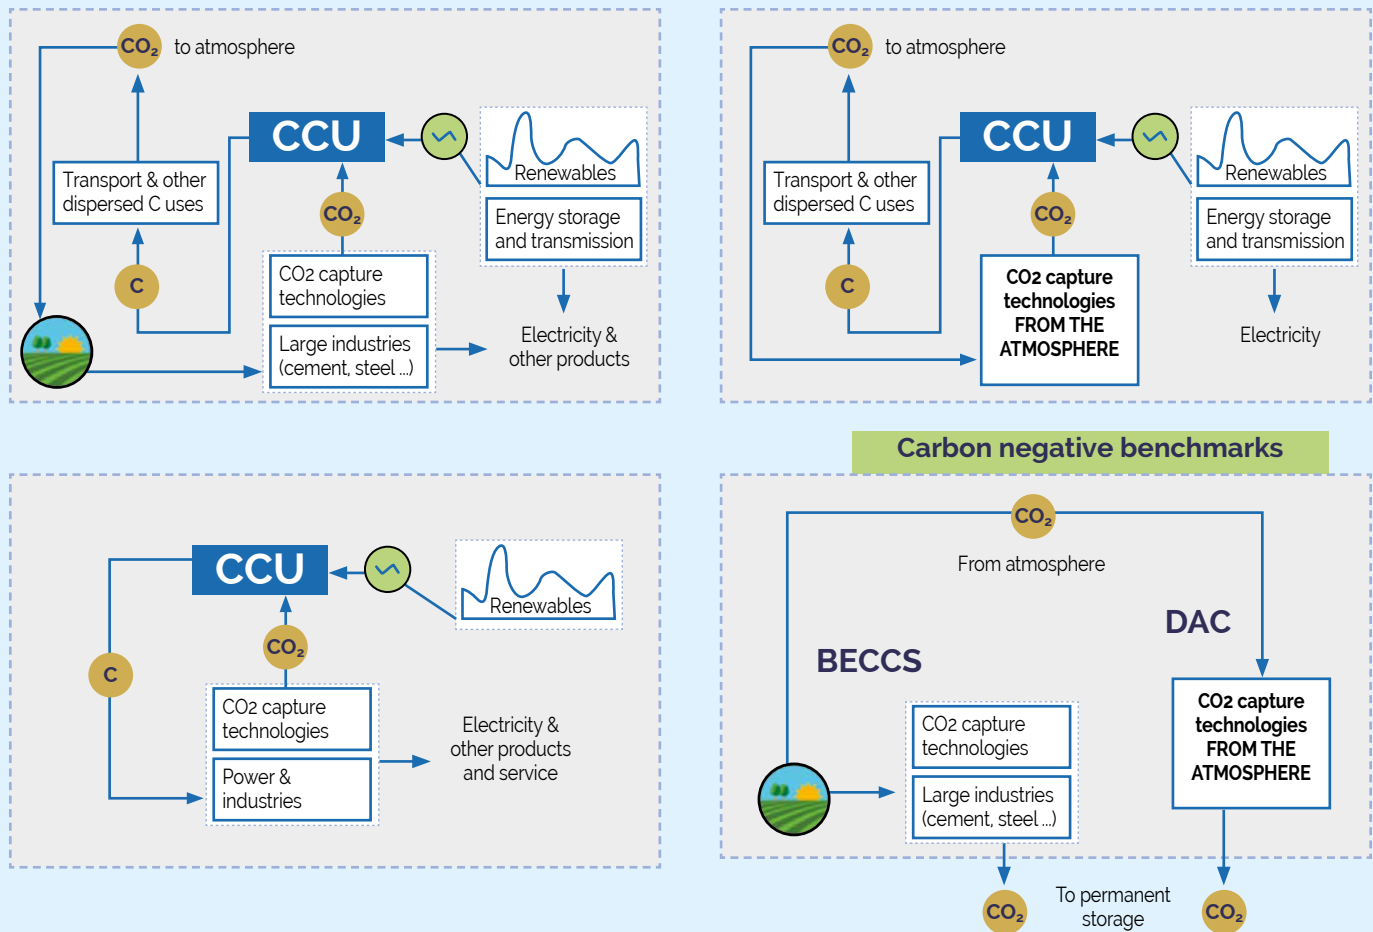 CO₂ to atmosphere
CCU
Renewables
Transport & other
dispersed C uses
CO₂
Energy storage
and transmission
C
CO2 capture
technologies
Large industries
(cement, steel ...)
Electricity &
other products
CO₂ to atmosphere
CCU
Renewables
Transport & other
dispersed C uses
CO₂
Energy storage
and transmission
C
CO2 capture
technologies
FROM THE
ATMOSPHERE
Electricity
CCU
Renewables
CO₂
C
CO2 capture
technologies
Power &
industries
Electricity &
other products
and service
Carbon negative benchmarks
CO₂
From atmosphere
DAC
BECCS
CO2 capture
technologies
Large industries
(cement, steel ...)
CO2 capture
technologies
FROM THE
ATMOSPHERE
CO₂
To permanent
storage
CO₂